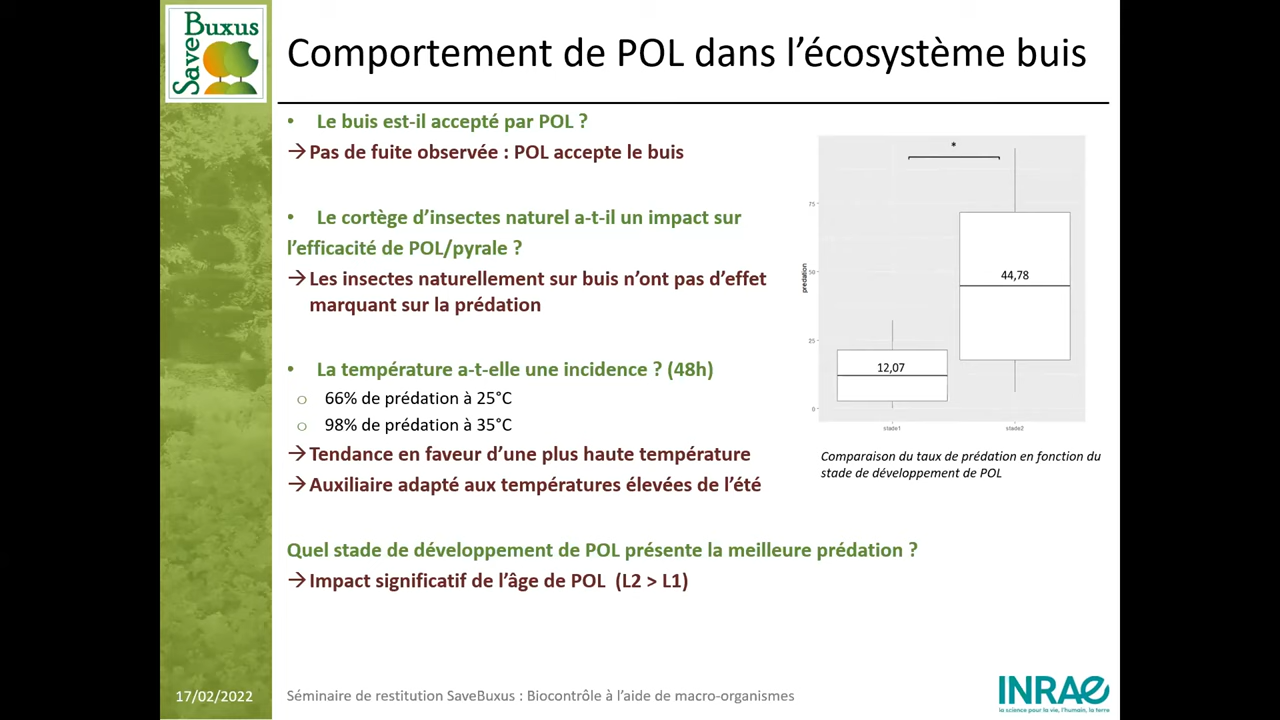 Save Buxus
Comportement de POL dans l’écosystème buis
• Le buis est-il accepté par POL ?
→ Pas de fuite observée : POL accepte le buis
• Le cortège d’insectes naturel a-t-il un impact sur
l’efficacité de POL/pyrale ?
→ Les insectes naturellement sur buis n’ont pas d’effet
marquant sur la prédation
• La température a-t-elle une incidence ? (48h)
o 66% de prédation à 25°C
o 98% de prédation à 35°C
→ Tendance en faveur d’une plus haute température
→ Auxiliaire adapté aux températures élevées de l’été
Quel stade de développement de POL présente la meilleure prédation ?
→ Impact significatif de l’âge de POL (L2 > L1)
*
75
50
25
0
predation
44,78
12,07
stade1
stade2
Comparaison du taux de prédation en fonction du
stade de développement de POL
17/02/2022
Séminaire de restitution SaveBuxus : Biocontrôle à l’aide de macro-organismes
INRAE
la science pour la vie, l’humain, la terre